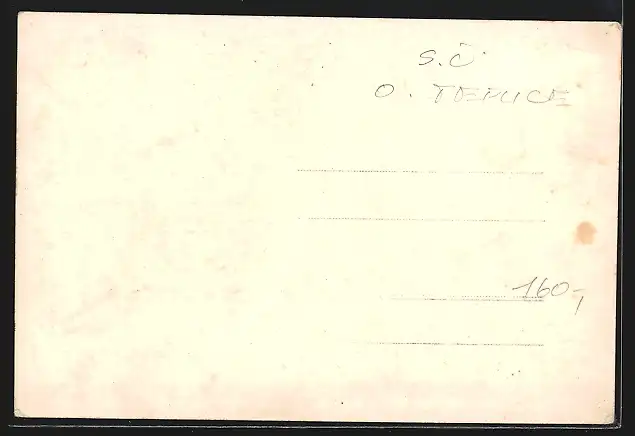 S.Č
O. TEPLICE
160,-